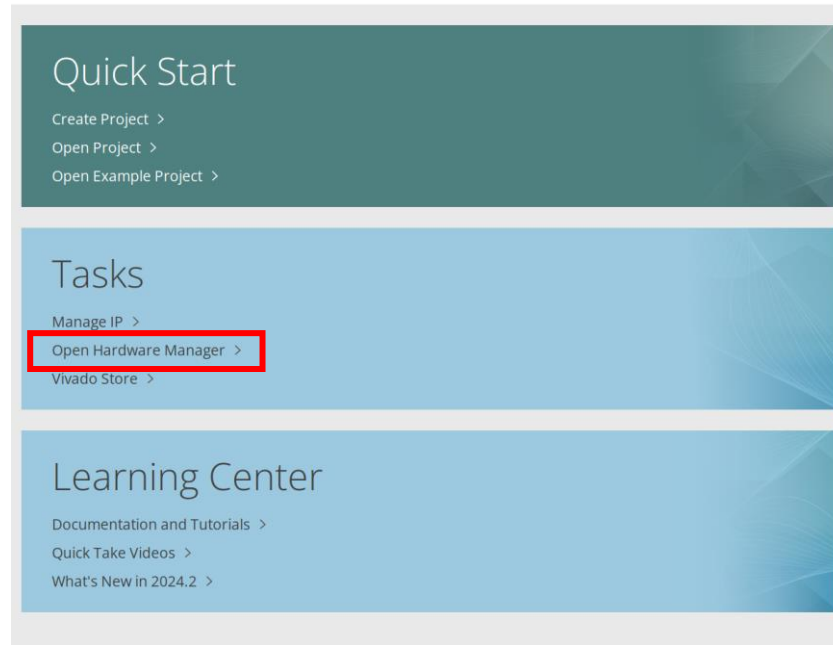 Quick Start
Create Project >
Open Project >
Open Example Project >
Tasks
Manage IP >
Open Hardware Manager >
Vivado Store >
Learning Center
Documentation and Tutorials >
Quick Take Videos >
What's New in 2024.2 >